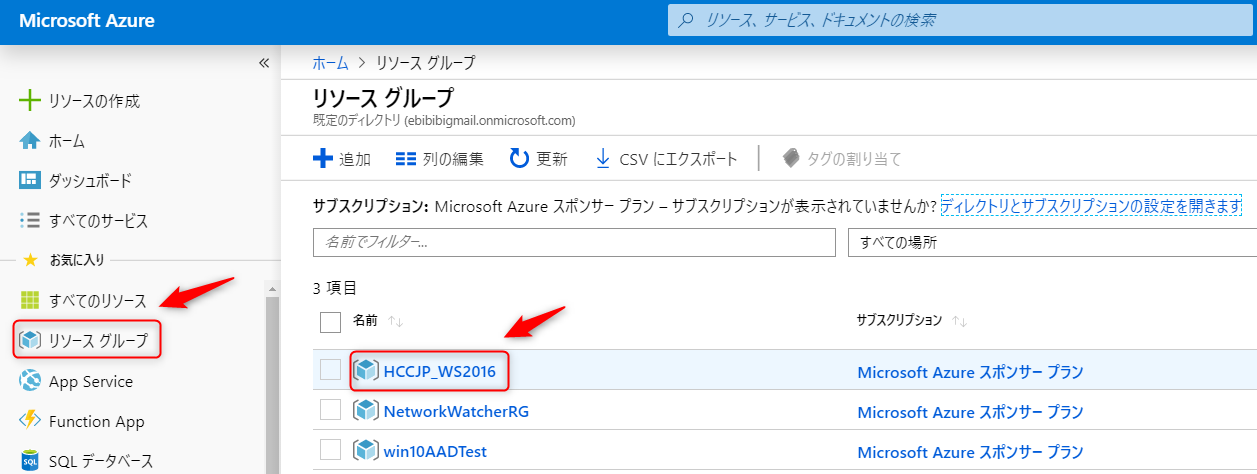 Microsoft Azure
リソース、サービス、ドキュメントの検索
«
リソースの作成
ホーム
ダッシュボード
すべてのサービス
お気に入り
すべてのリソース
リソース グループ
App Service
Function App
SQL データベース
ホーム > リソース グループ
リソース グループ
既定のディレクトリ (ebibibigmail.onmicrosoft.com)
追加 列の編集 更新 CSV にエクスポート タグの割り当て
サブスクリプション: Microsoft Azure スポンサー プラン – サブスクリプションが表示されていませんか? ディレクトリとサブスクリプションの設定を開きます
名前でフィルター... すべての場所
3 項目
名前 ↑↓ サブスクリプション ↑↓
HCCJP_WS2016 Microsoft Azure スポンサー プラン
NetworkWatcherRG Microsoft Azure スポンサー プラン
win10AADTest Microsoft Azure スポンサー プラン